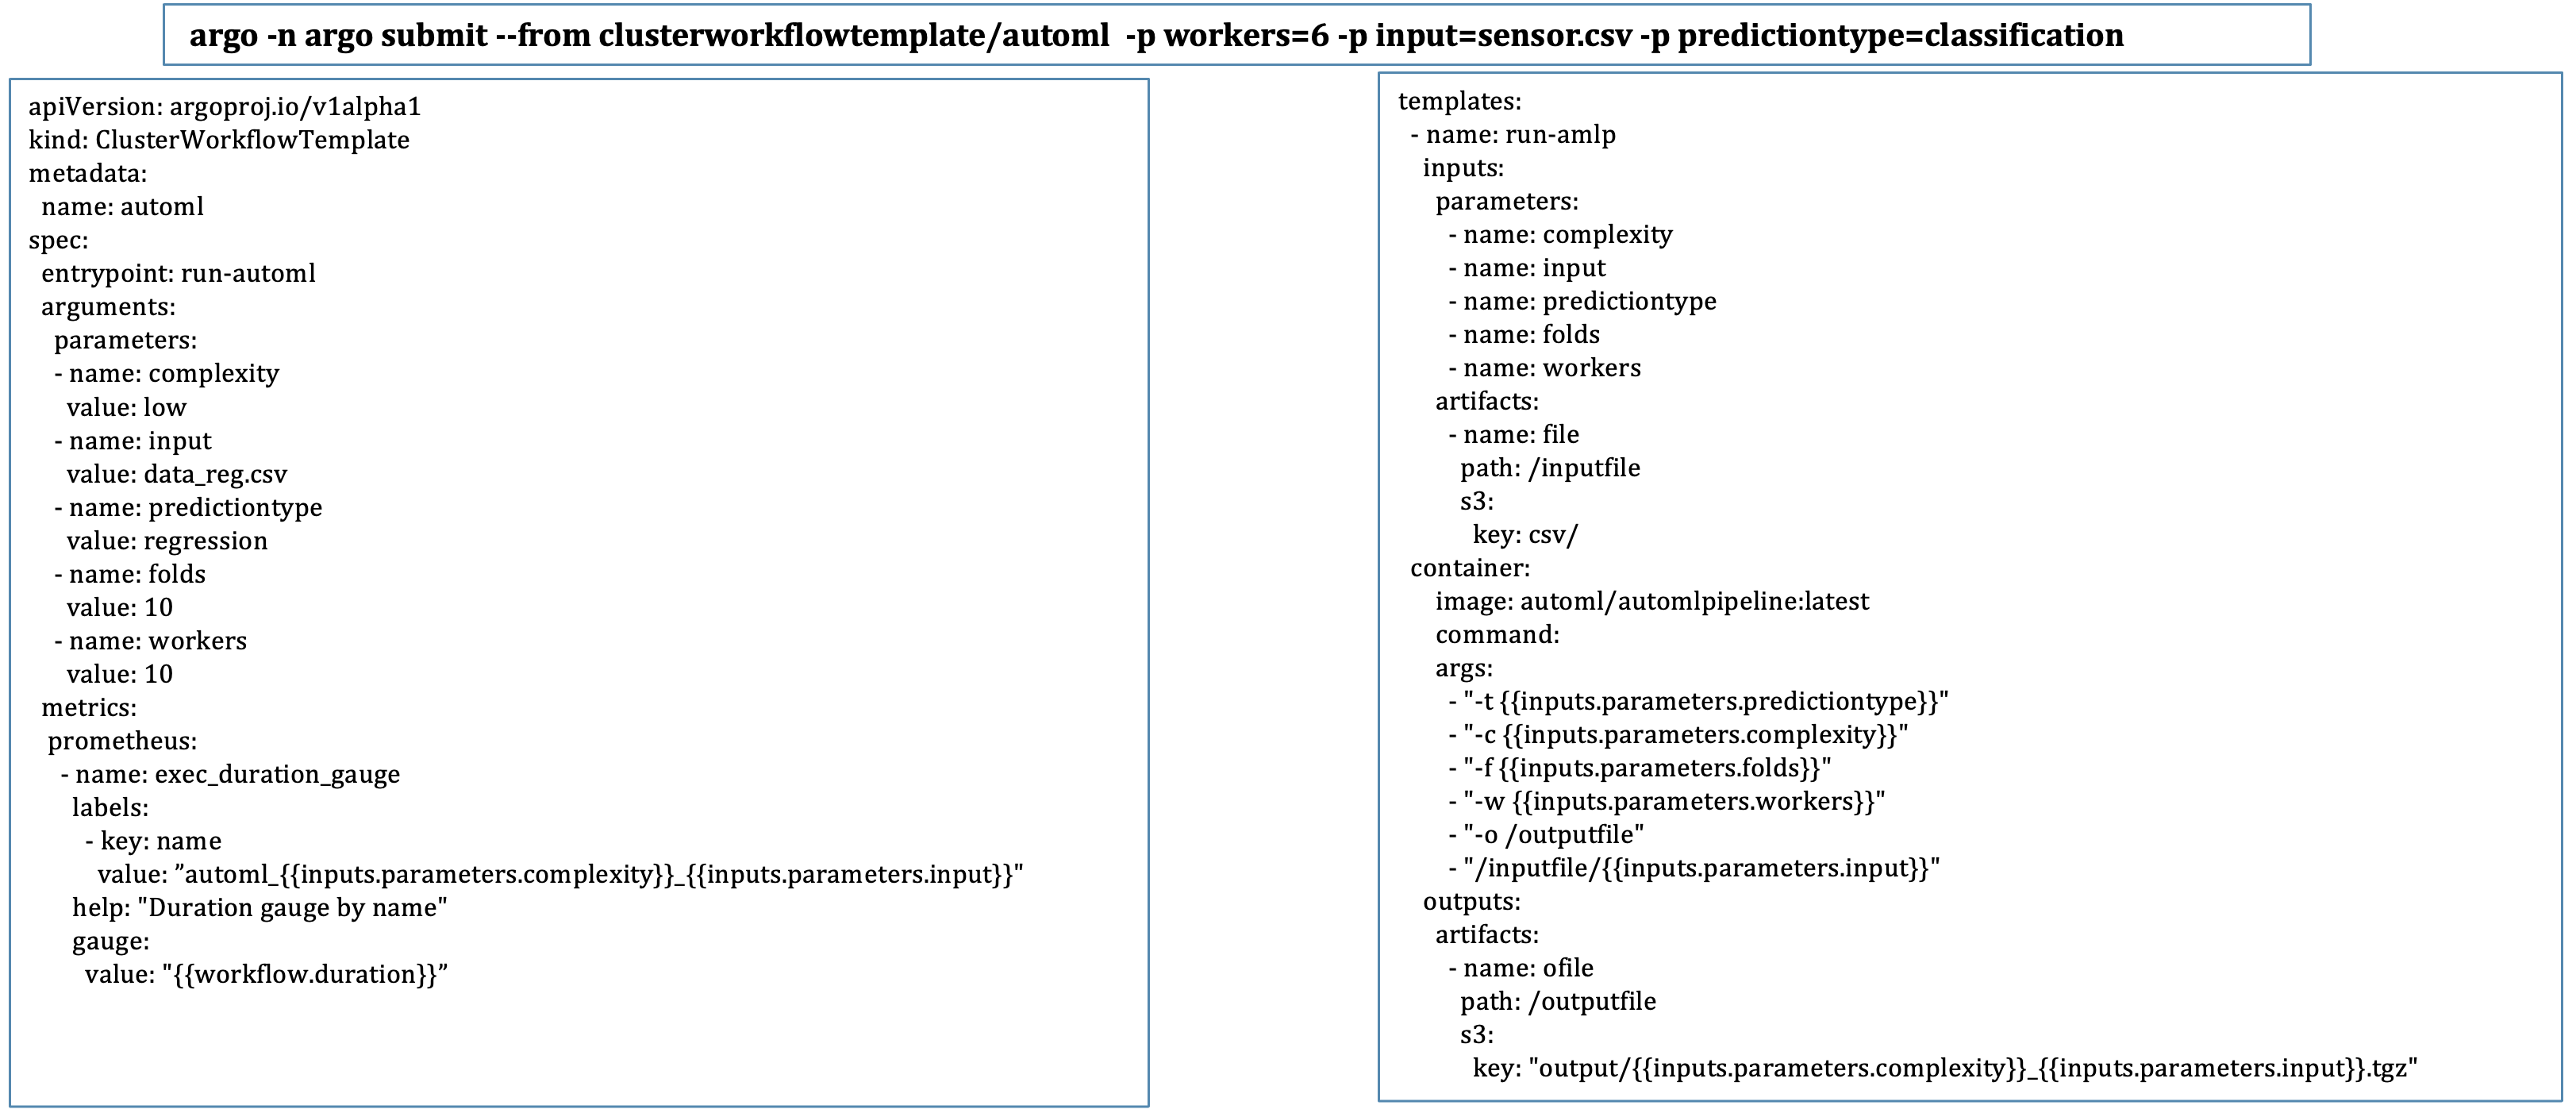 argo -n argo submit --from clusterworkflowtemplate/automl  -p workers=6 -p input=sensor.csv -p predictiontype=classification
apiVersion: argoproj.io/v1alpha1
kind: ClusterWorkflowTemplate
metadata:
  name: automl
spec:
  entrypoint: run-automl
  arguments:
    parameters:
    - name: complexity
      value: low
    - name: input
      value: data_reg.csv
    - name: predictiontype
      value: regression
    - name: folds
      value: 10
    - name: workers
      value: 10
  metrics:
   prometheus:
     - name: exec_duration_gauge
       labels:
         - key: name
           value: ”automl_{{inputs.parameters.complexity}}_{{inputs.parameters.input}}"
       help: "Duration gauge by name"
       gauge:
         value: "{{workflow.duration}}”
templates:
  - name: run-amlp
    inputs:
      parameters:
        - name: complexity
        - name: input
        - name: predictiontype
        - name: folds
        - name: workers
      artifacts:
        - name: file
          path: /inputfile
          s3:
            key: csv/
  container:
      image: automl/automlpipeline:latest
      command:
      args:
        - "-t {{inputs.parameters.predictiontype}}"
        - "-c {{inputs.parameters.complexity}}"
        - "-f {{inputs.parameters.folds}}"
        - "-w {{inputs.parameters.workers}}"
        - "-o /outputfile"
        - "/inputfile/{{inputs.parameters.input}}"
    outputs:
      artifacts:
        - name: ofile
          path: /outputfile
          s3:
            key: "output/{{inputs.parameters.complexity}}_{{inputs.parameters.input}}.tgz"